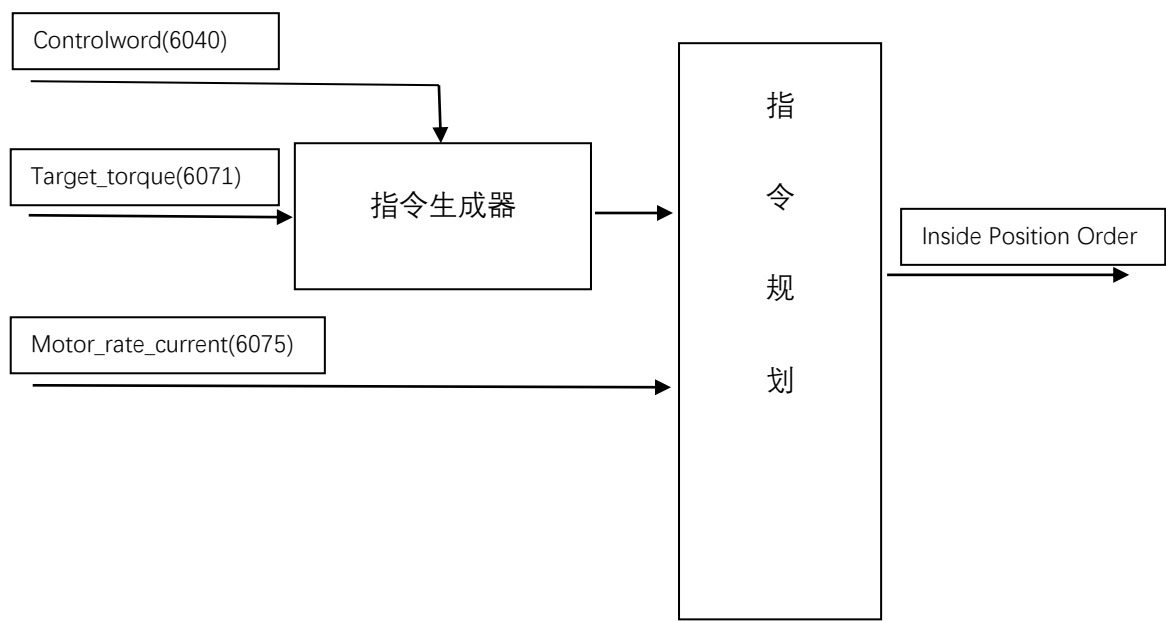 Controlword(6040)
Target_torque(6071)
指令生成器
Motor_rate_current(6075)
指
令
规
划
Inside Position Order